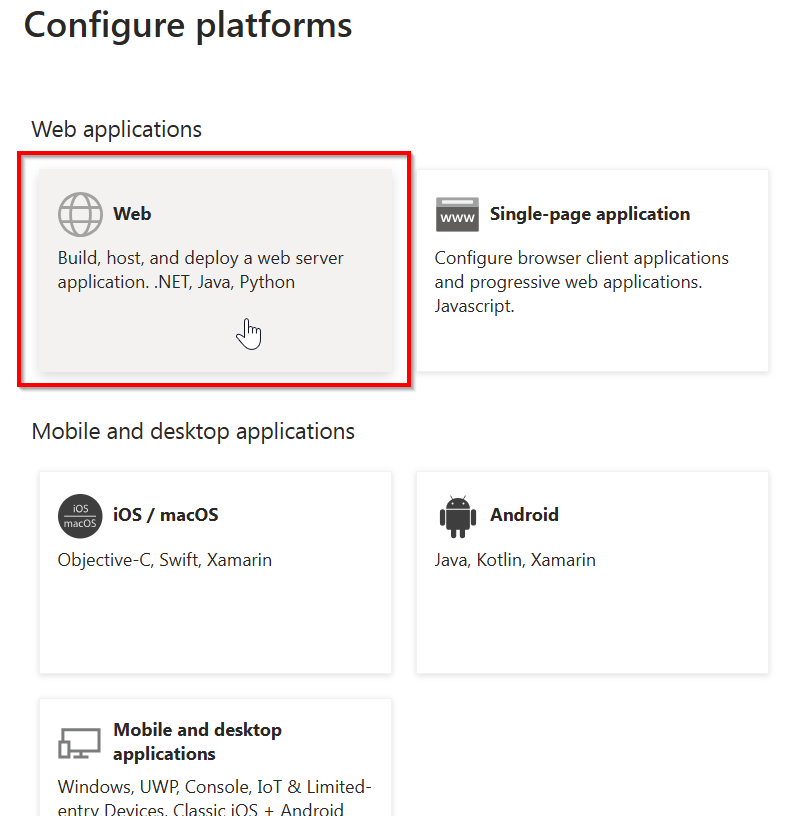 Configure platforms
Web applications
Web
Build, host, and deploy a web server
application. .NET, Java, Python
www
Single-page application
Configure browser client applications
and progressive web applications.
Javascript.
Mobile and desktop applications
iOS
macOS
iOS / macOS
Objective-C, Swift, Xamarin
Android
Java, Kotlin, Xamarin
Mobile and desktop
applications
Windows, UWP, Console, IoT & Limited-
entry Devices, Classic iOS + Android